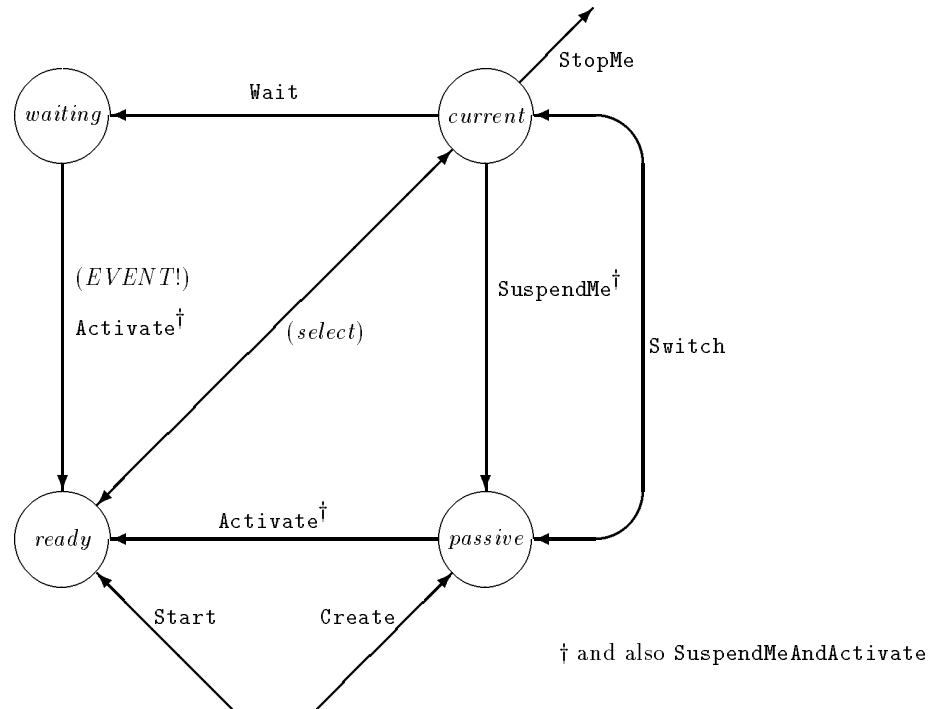 StopMe
Wait
waiting
current
(EVENT!)
SuspendMe†
Activate†
(select)
Switch
Activate†
ready
passive
Start
Create
† and also SuspendMeAndActivate